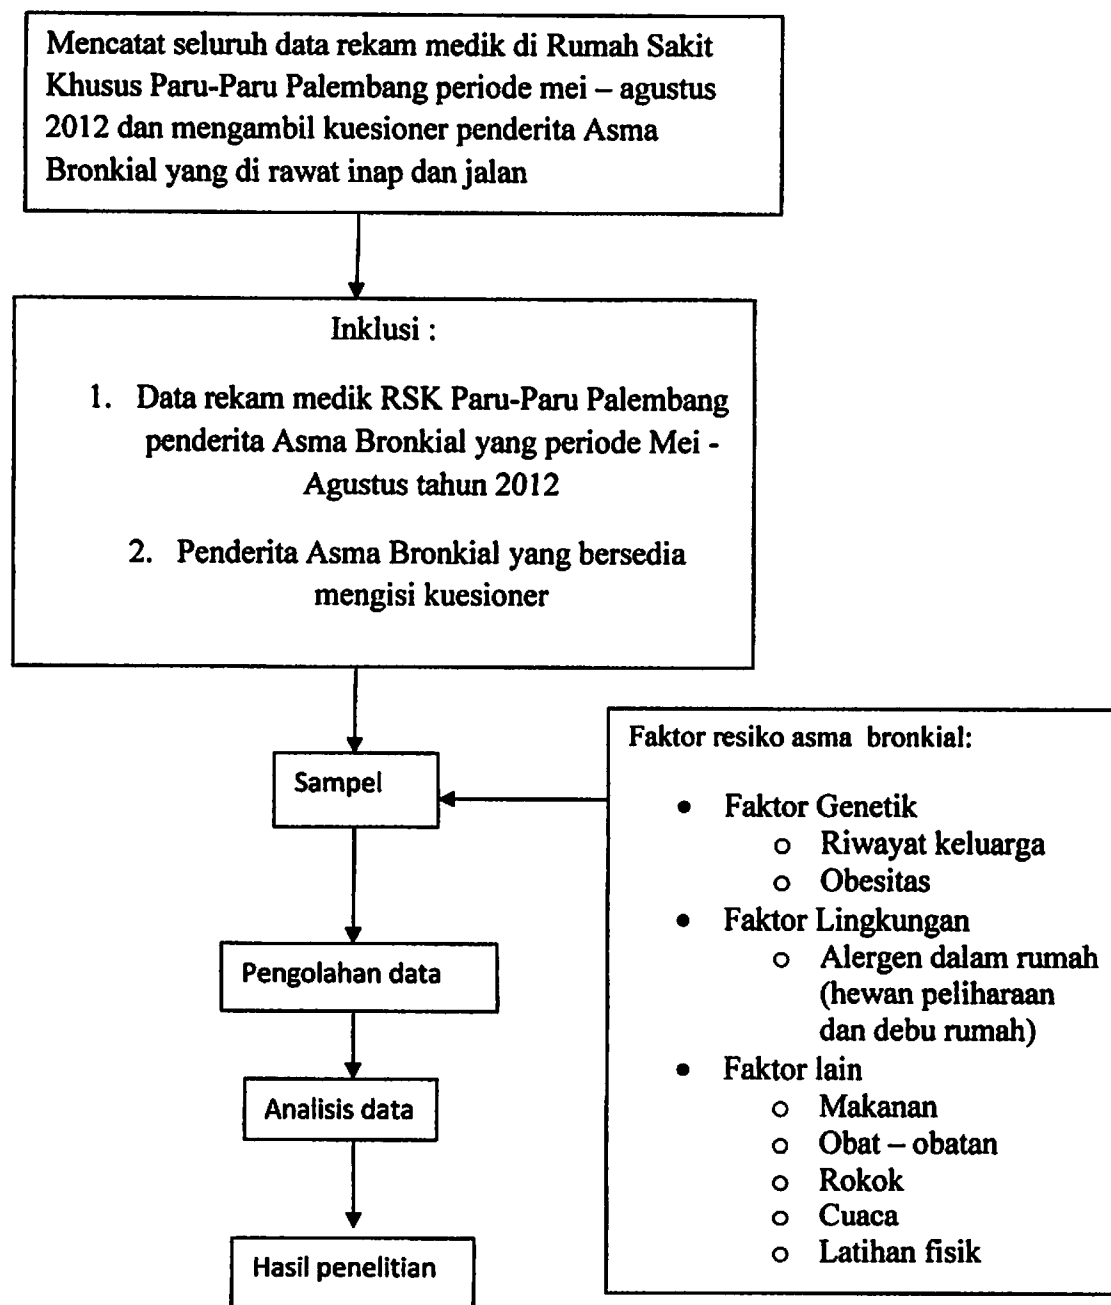 Mencatat seluruh data rekam medik di Rumah Sakit
Khusus Paru-Paru Palembang periode mei – agustus
2012 dan mengambil kuesioner penderita Asma
Bronkial yang di rawat inap dan jalan
Inklusi :
1. Data rekam medik RSK Paru-Paru Palembang
penderita Asma Bronkial yang periode Mei -
Agustus tahun 2012
2. Penderita Asma Bronkial yang bersedia
mengisi kuesioner
Sampel
Pengolahan data
Analisis data
Hasil penelitian
Faktor resiko asma bronkial:
• Faktor Genetik
o Riwayat keluarga
o Obesitas
• Faktor Lingkungan
o Alergen dalam rumah
(hewan peliharaan
dan debu rumah)
• Faktor lain
o Makanan
o Obat – obatan
o Rokok
o Cuaca
o Latihan fisik